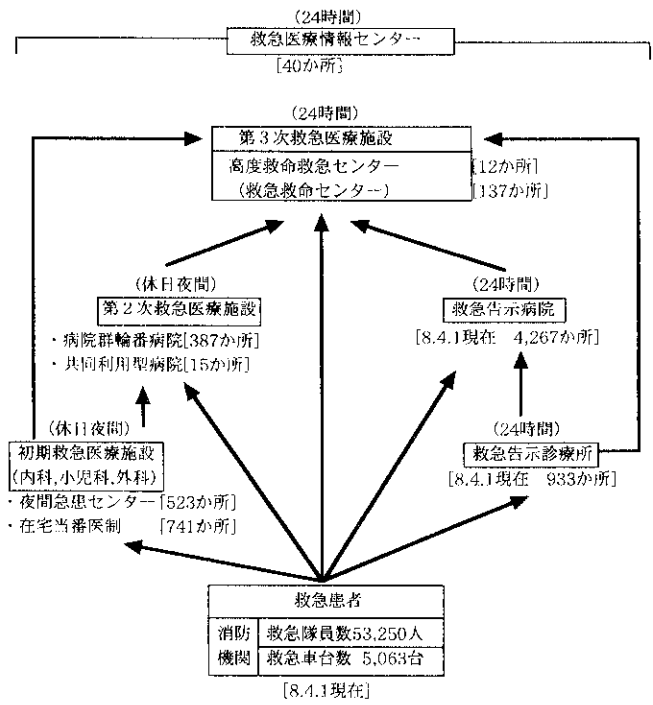 (24時間)
救急医療情報センター
[40か所]
(24時間)
第3次救急医療施設
高度救命救急センター [12か所]
(救急救命センター) [137か所]
(休日夜間)
第2次救急医療施設
・病院群輪番病院[387か所]
・共同利用型病院[15か所]
(24時間)
救急告示病院
[8.4.1現在 4,267か所]
(休日夜間)
初期救急医療施設
(内科,小児科,外科)
・夜間急患センター[523か所]
・在宅当番医制 [741か所]
(24時間)
救急告示診療所
[8.4.1現在 933か所]
救急患者
消防 救急隊員数53,250人
機関 救急車台数 5,063台
[8.4.1現在]